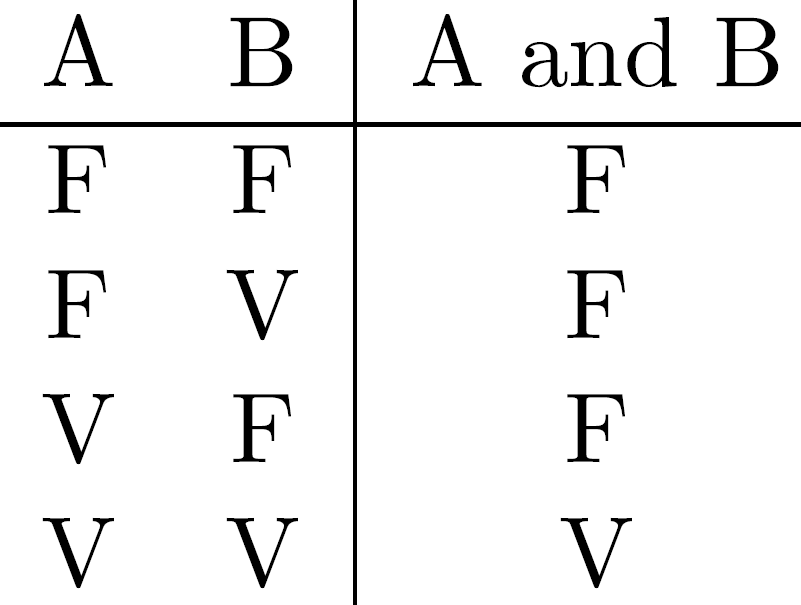 A B A and B
F F F
F V F
V F F
V V V